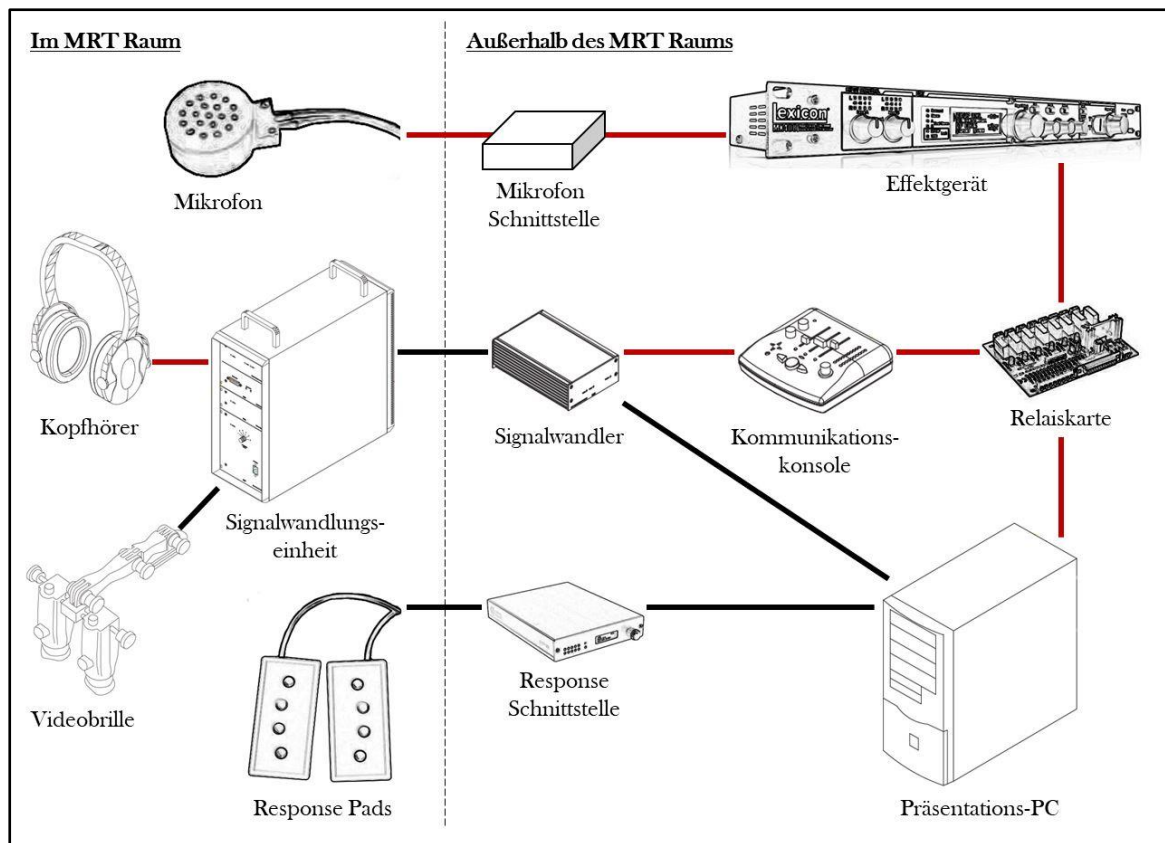 Im MRT Raum
Außerhalb des MRT Raums
lexicon
Mikrofon
Mikrofon
Schnittstelle
Effektgerät
Kopfhörer
Signalwandlungs-
einheit
Signalwandler
Kommunikations-
konsole
Relaiskarte
Videobrille
Response Pads
Response
Schnittstelle
Präsentations-PC